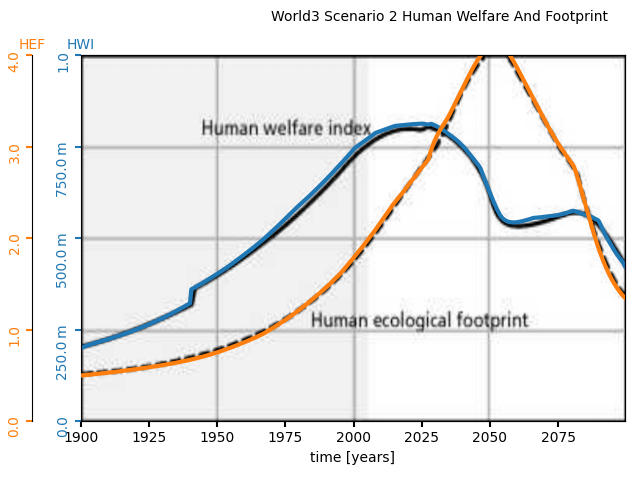 World3 Scenario 2 Human Welfare And Footprint
HEF HWI
4.0 1.0
Human welfare index
3.0 750.0 m
2.0 500.0 m
Human ecological footprint
1.0 250.0 m
0.0 0.0
1900 1925 1950 1975 2000 2025 2050 2075
time [years]